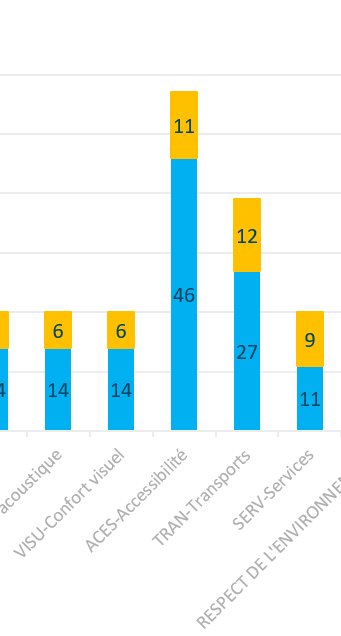 11
12
6
6
9
46
27
4
14
14
11
acoustique
VISU-Confort visuel
ACES-Accessibilité
TRAN-Transports
SERV-Services
RESPECT DE L'ENVIRONNE